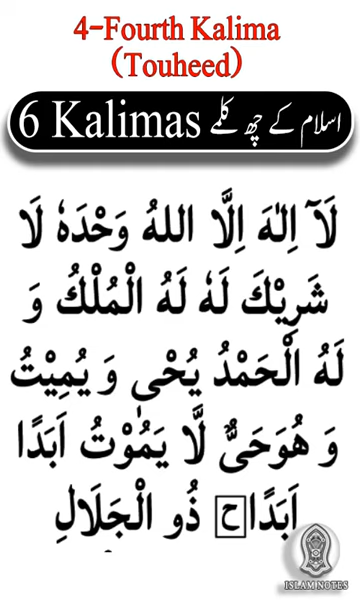 4-Fourth Kalima
(Touheed)
6 Kalimas اسلام کے چھ کلمے
لَآ اِلٰهَ اِلَّا اللهُ وَحْدَهٗ لَا
شَرِيْكَ لَهٗ لَهُ الْمُلْكُ وَ
لَهُ الْحَمْدُ يُحْىٖ وَ يُمِيْتُ
وَ هُوَحَىٌّ لَّا يَمُوْتُ اَبَدًا
اَبَدًاؕ ذُو الْجَلَالِ
ISLAM NOTES